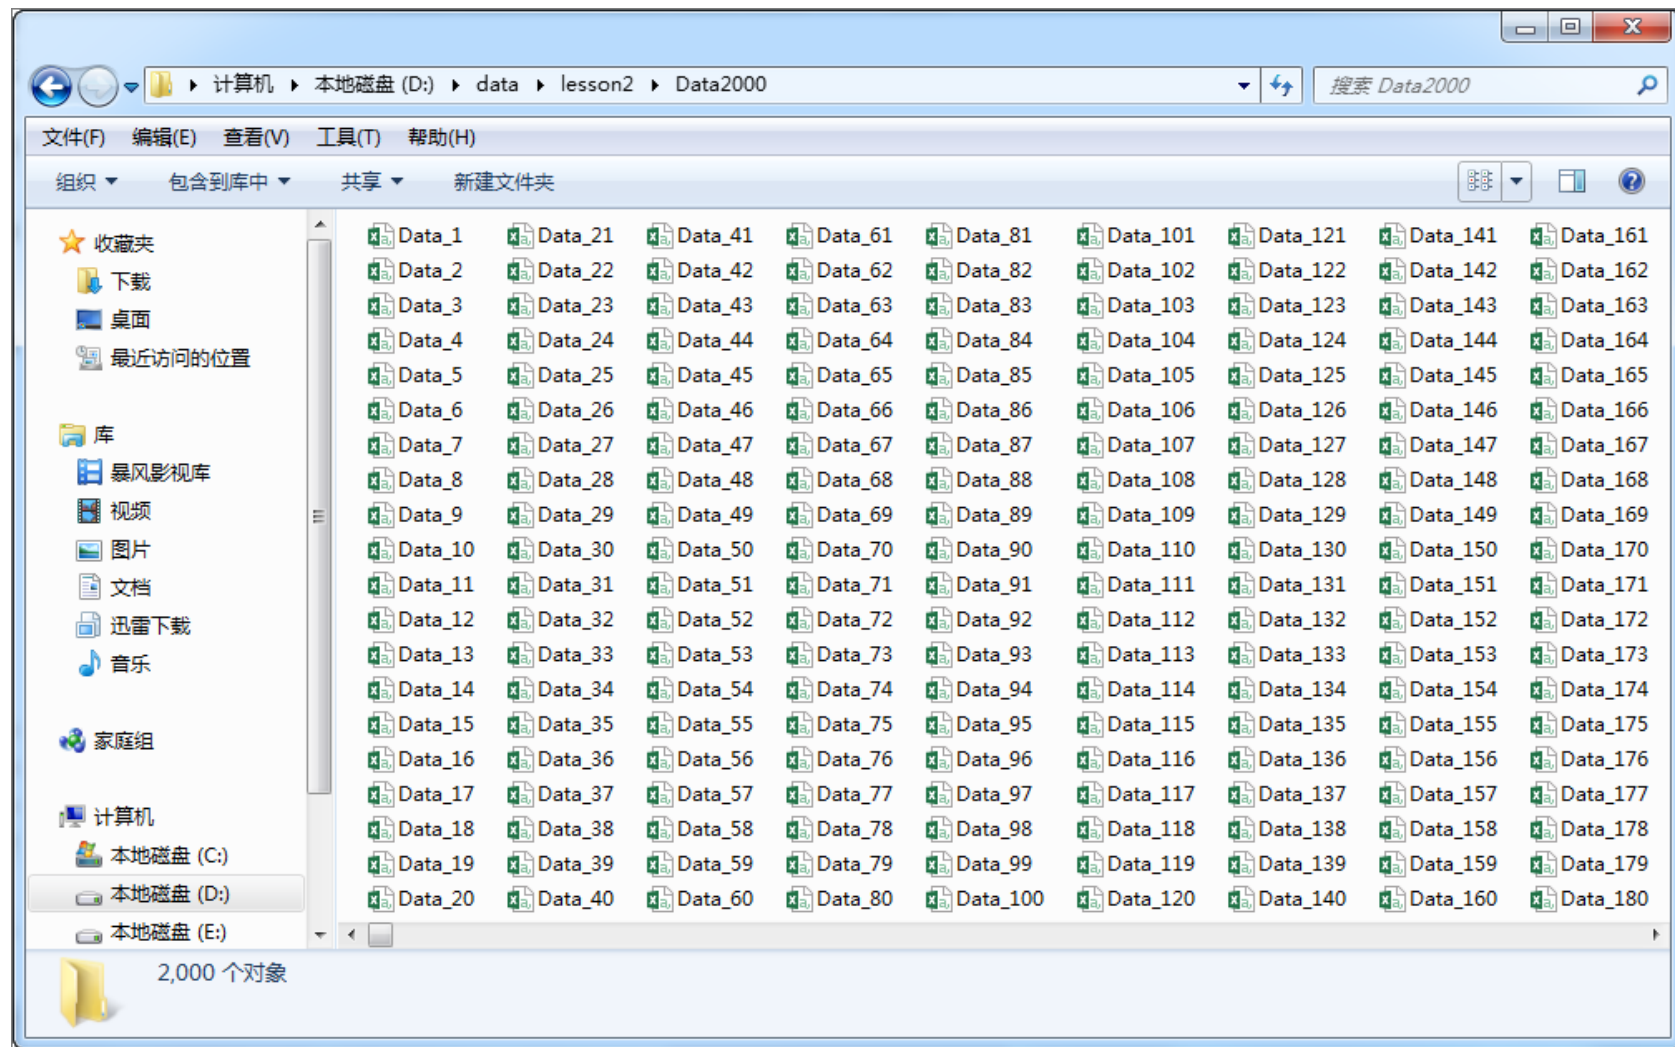 计算机 本地磁盘 (D:) data lesson2 Data2000 搜索 Data2000
文件(F) 编辑(E) 查看(V) 工具(T) 帮助(H)
组织 包含到库中 共享 新建文件夹
收藏夹
下载
桌面
最近访问的位置
库
暴风影视库
视频
图片
文档
迅雷下载
音乐
家庭组
计算机
本地磁盘 (C:)
本地磁盘 (D:)
本地磁盘 (E:)
Data_1 Data_21 Data_41 Data_61 Data_81 Data_101 Data_121 Data_141 Data_161
Data_2 Data_22 Data_42 Data_62 Data_82 Data_102 Data_122 Data_142 Data_162
Data_3 Data_23 Data_43 Data_63 Data_83 Data_103 Data_123 Data_143 Data_163
Data_4 Data_24 Data_44 Data_64 Data_84 Data_104 Data_124 Data_144 Data_164
Data_5 Data_25 Data_45 Data_65 Data_85 Data_105 Data_125 Data_145 Data_165
Data_6 Data_26 Data_46 Data_66 Data_86 Data_106 Data_126 Data_146 Data_166
Data_7 Data_27 Data_47 Data_67 Data_87 Data_107 Data_127 Data_147 Data_167
Data_8 Data_28 Data_48 Data_68 Data_88 Data_108 Data_128 Data_148 Data_168
Data_9 Data_29 Data_49 Data_69 Data_89 Data_109 Data_129 Data_149 Data_169
Data_10 Data_30 Data_50 Data_70 Data_90 Data_110 Data_130 Data_150 Data_170
Data_11 Data_31 Data_51 Data_71 Data_91 Data_111 Data_131 Data_151 Data_171
Data_12 Data_32 Data_52 Data_72 Data_92 Data_112 Data_132 Data_152 Data_172
Data_13 Data_33 Data_53 Data_73 Data_93 Data_113 Data_133 Data_153 Data_173
Data_14 Data_34 Data_54 Data_74 Data_94 Data_114 Data_134 Data_154 Data_174
Data_15 Data_35 Data_55 Data_75 Data_95 Data_115 Data_135 Data_155 Data_175
Data_16 Data_36 Data_56 Data_76 Data_96 Data_116 Data_136 Data_156 Data_176
Data_17 Data_37 Data_57 Data_77 Data_97 Data_117 Data_137 Data_157 Data_177
Data_18 Data_38 Data_58 Data_78 Data_98 Data_118 Data_138 Data_158 Data_178
Data_19 Data_39 Data_59 Data_79 Data_99 Data_119 Data_139 Data_159 Data_179
Data_20 Data_40 Data_60 Data_80 Data_100 Data_120 Data_140 Data_160 Data_180
2,000 个对象